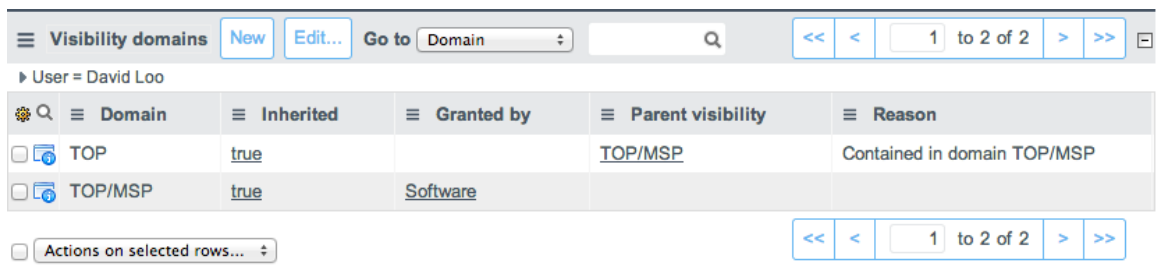 Visibility domains New Edit... Go to Domain << < 1 to 2 of 2 > >>
User = David Loo
Domain Inherited Granted by Parent visibility Reason
TOP true TOP/MSP Contained in domain TOP/MSP
TOP/MSP true Software
Actions on selected rows... << < 1 to 2 of 2 > >>